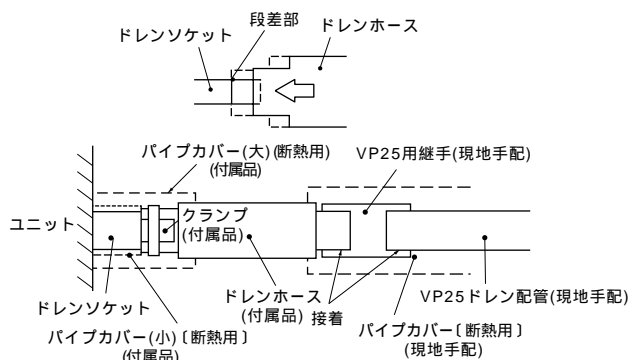 段差部
ドレンソケット
ドレンホース
パイプカバー(大)(断熱用)
(付属品)
VP25用継手(現地手配)
クランプ
(付属品)
ユニット
ドレンソケット
ドレンホース
(付属品)
接着
VP25ドレン配管(現地手配)
パイプカバー(小)〔断熱用〕
(付属品)
パイプカバー〔断熱用〕
(現地手配)